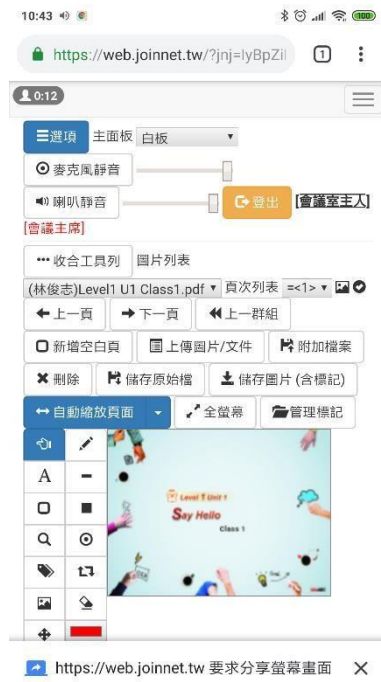 10:43
100
https://web.joinnet.tw/?jnj=lyBpZil
1
0:12
選項 主面板 白板
麥克風靜音
喇叭靜音 登出 [會議室主人]
[會議主席]
收合工具列 圖片列表
(林俊志)Level1 U1 Class1.pdf 頁次列表 =<1>
上一頁 下一頁 上一群組
新增空白頁 上傳圖片/文件 附加檔案
刪除 儲存原始檔 儲存圖片 (含標記)
自動縮放頁面 全螢幕 管理標記
A
Level 1 Unit 1
Say Hello
Class 1
https://web.joinnet.tw 要求分享螢幕畫面